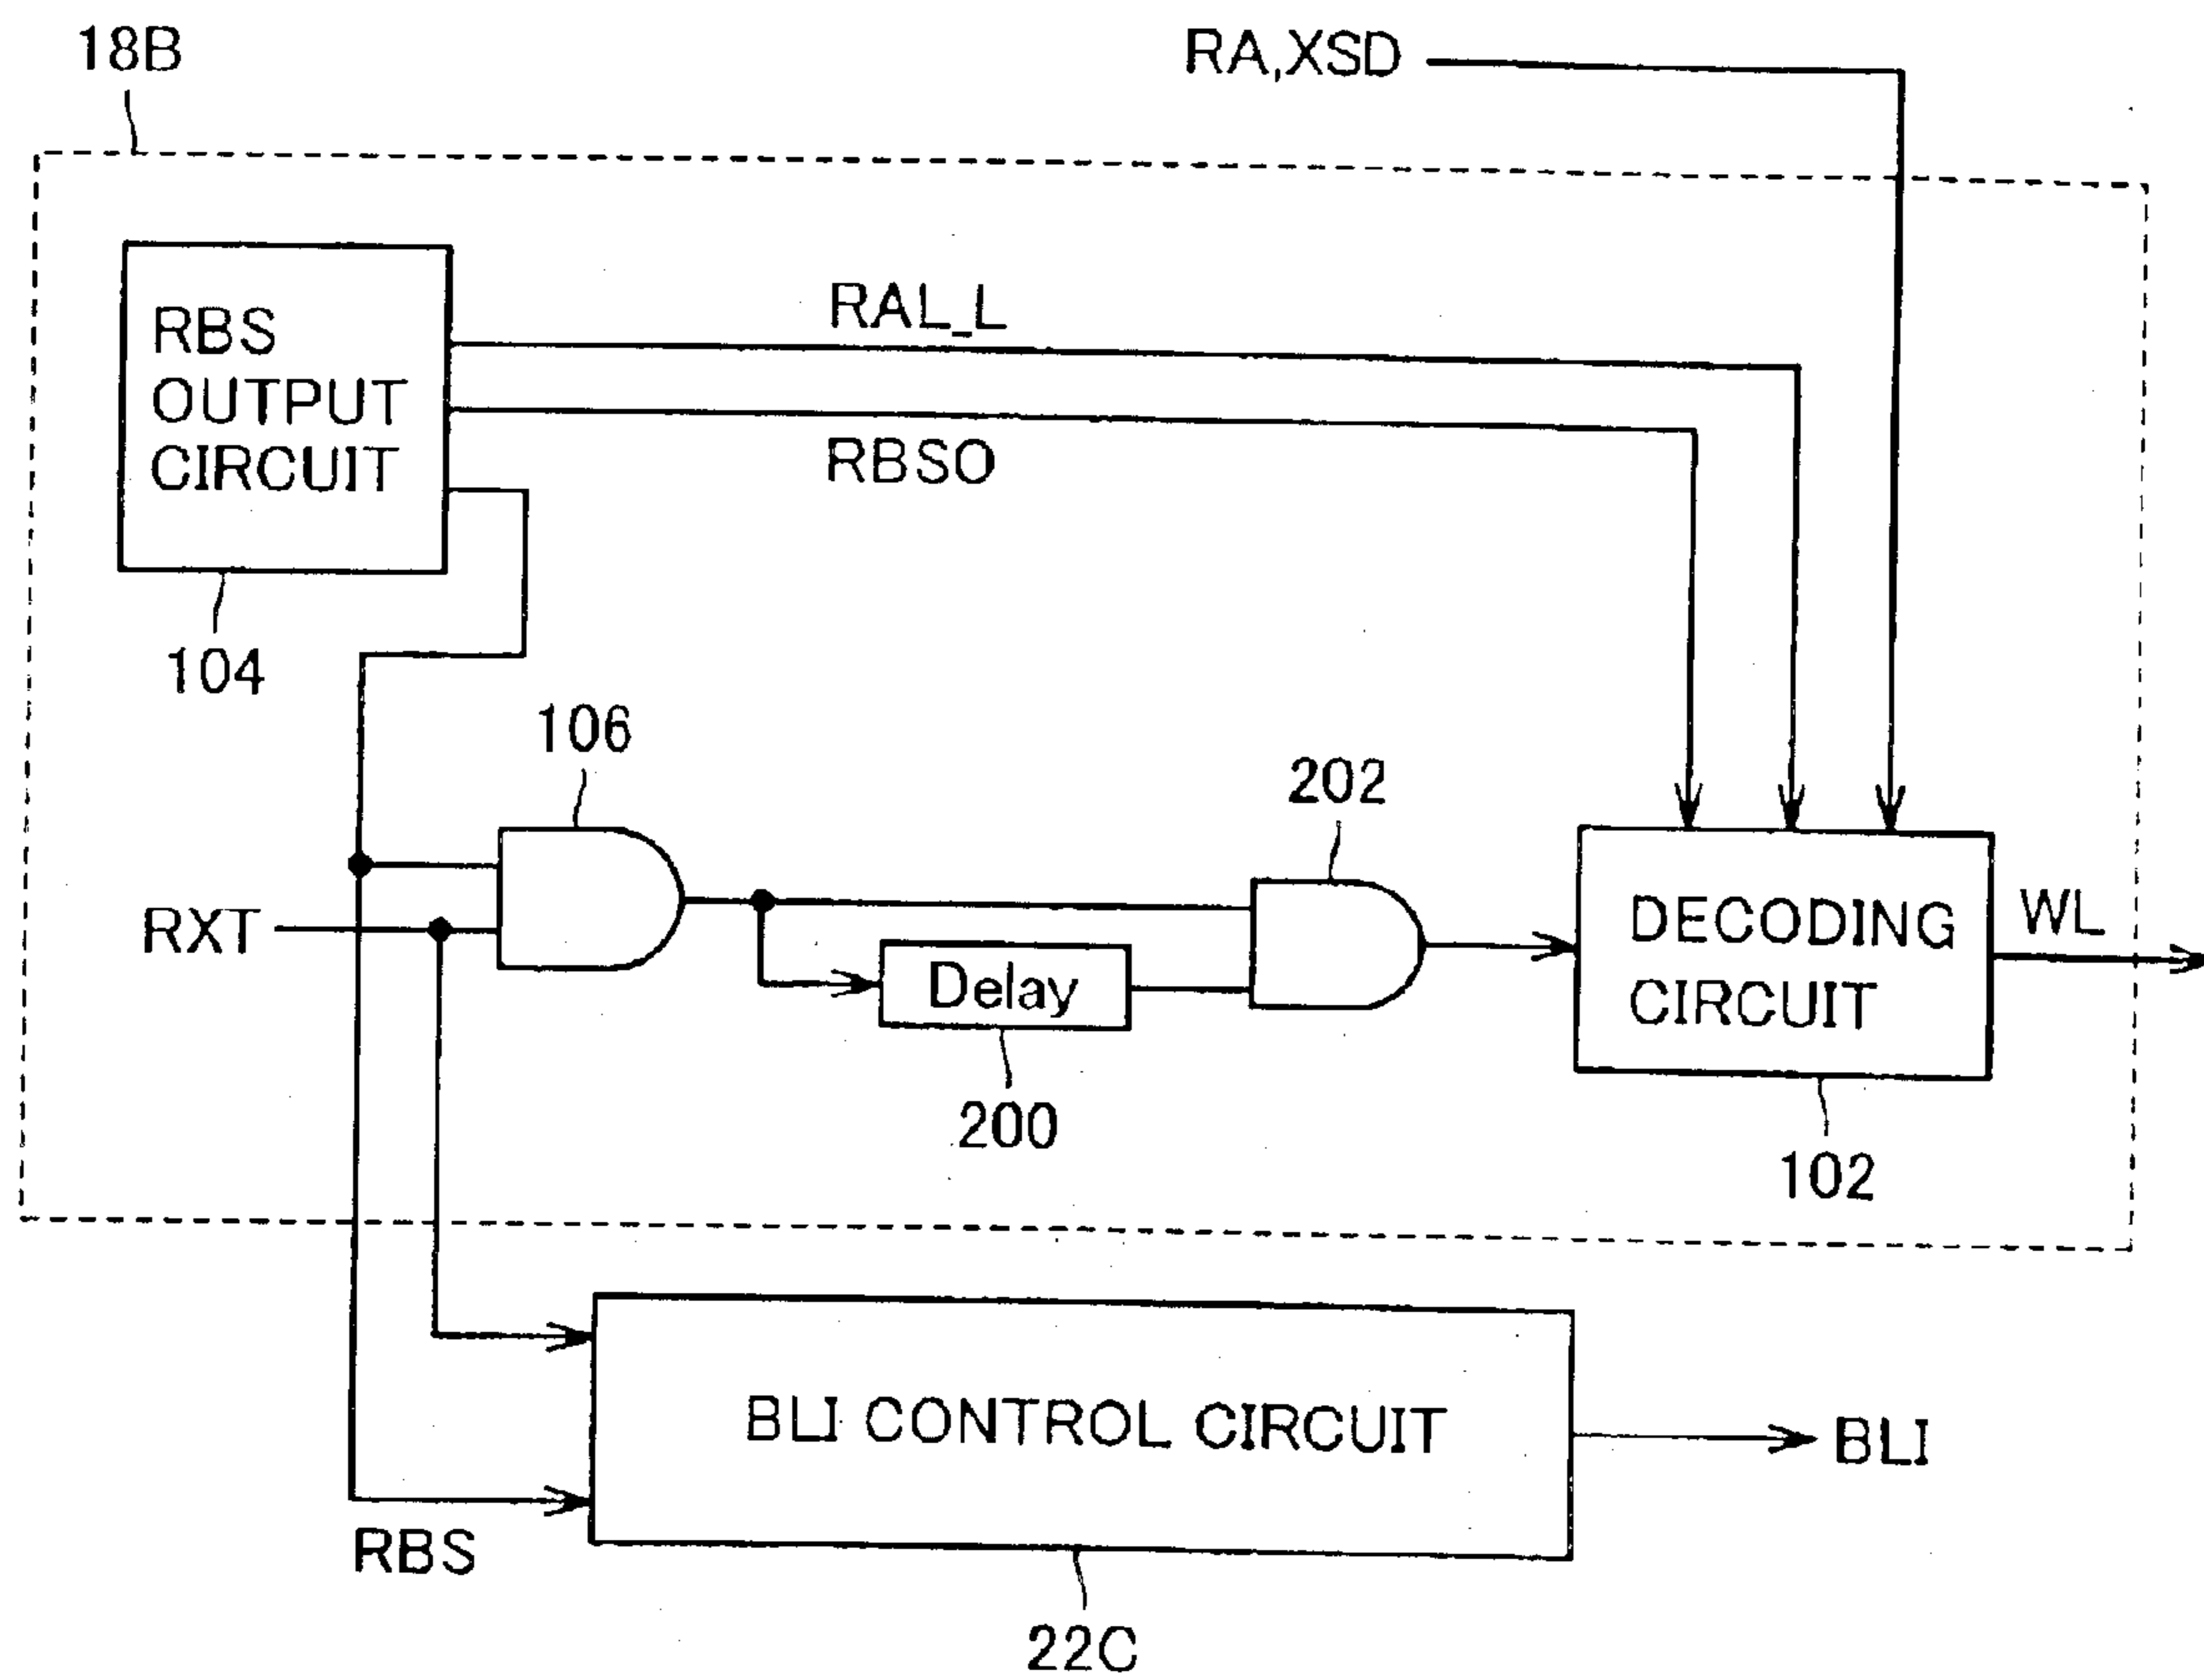 18B
RA,XSD
RBS
OUTPUT
CIRCUIT
RAL_L
RBSO
104
106
202
RXT
Delay
DECODING
CIRCUIT
WL
200
102
BLI CONTROL CIRCUIT
BLI
RBS
22C